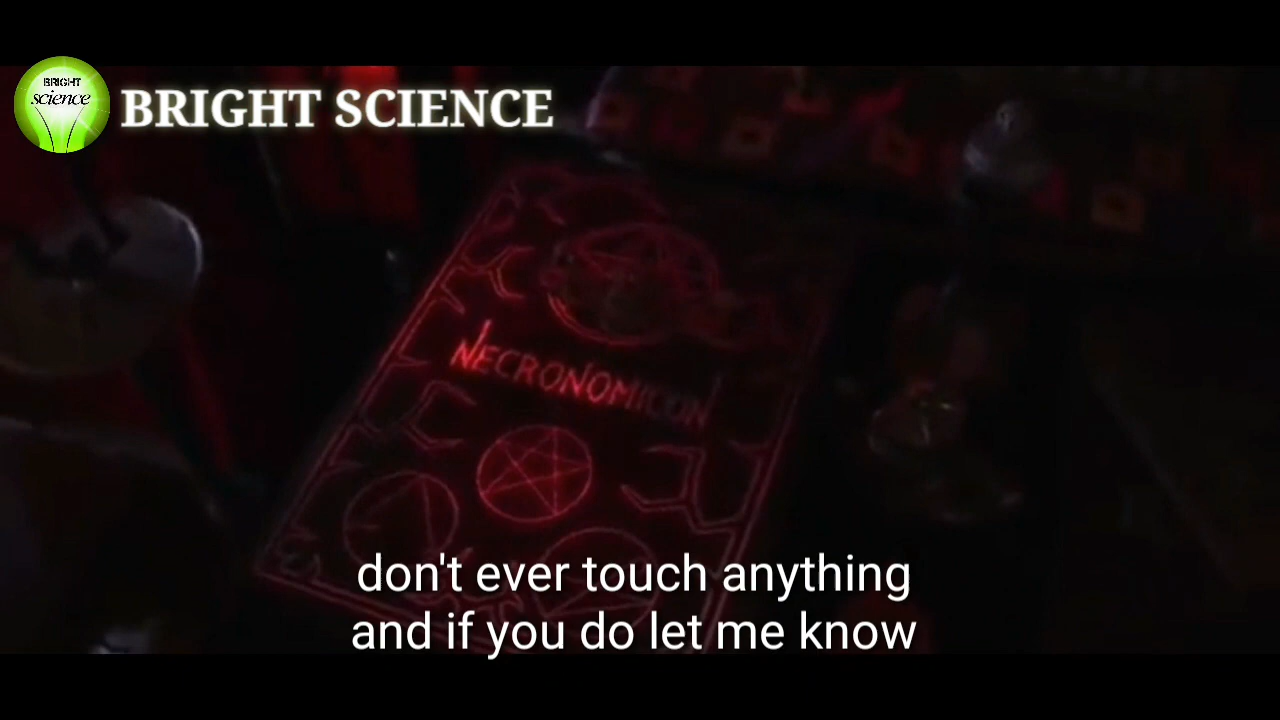 BRIGHT
science
BRIGHT SCIENCE
NECRONOMICON
don't ever touch anything
and if you do let me know